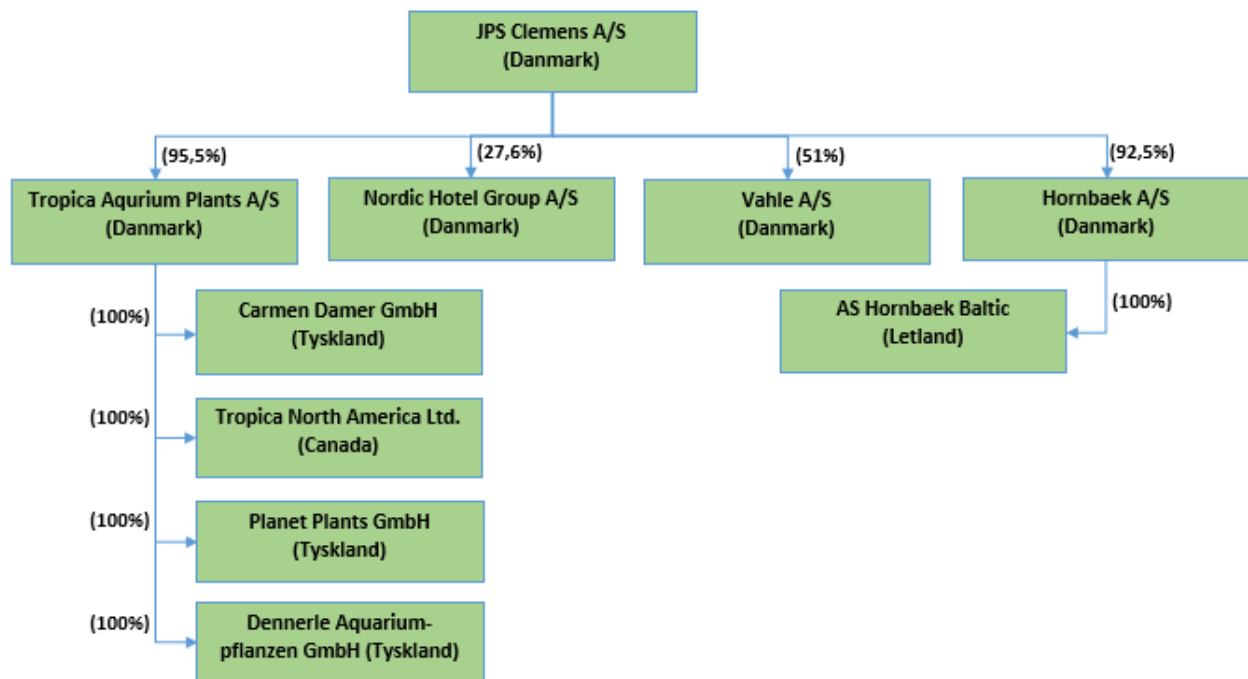 JPS Clemens A/S
(Danmark)
(95,5%)
(27,6%)
(51%)
(92,5%)
Tropica Aqurium Plants A/S
(Danmark)
Nordic Hotel Group A/S
(Danmark)
Vahle A/S
(Danmark)
Hornbaek A/S
(Danmark)
(100%)
Carmen Damer GmbH
(Tyskland)
AS Hornbaek Baltic
(Letland)
(100%)
(100%)
Tropica North America Ltd.
(Canada)
(100%)
Planet Plants GmbH
(Tyskland)
(100%)
Dennerle Aquarium-
pflanzen GmbH (Tyskland)